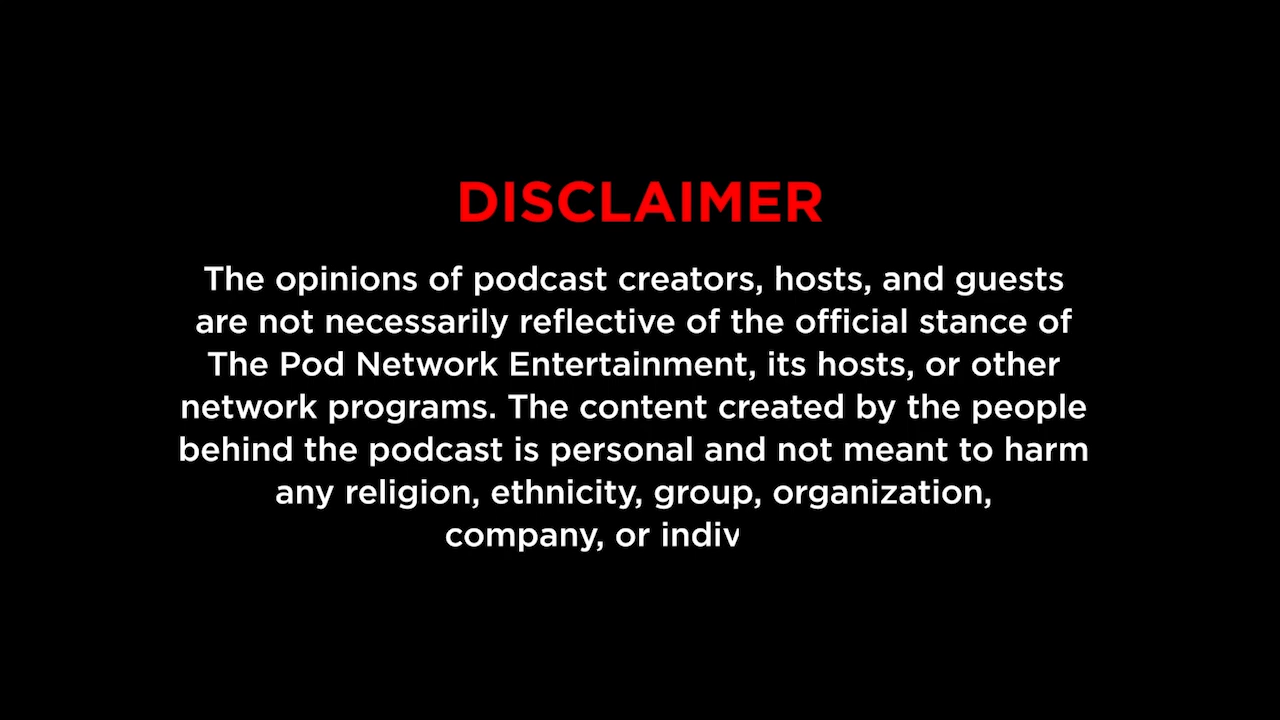 DISCLAIMER
The opinions of podcast creators, hosts, and guests
are not necessarily reflective of the official stance of
The Pod Network Entertainment, its hosts, or other
network programs. The content created by the people
behind the podcast is personal and not meant to harm
any religion, ethnicity, group, organization,
company, or indiv